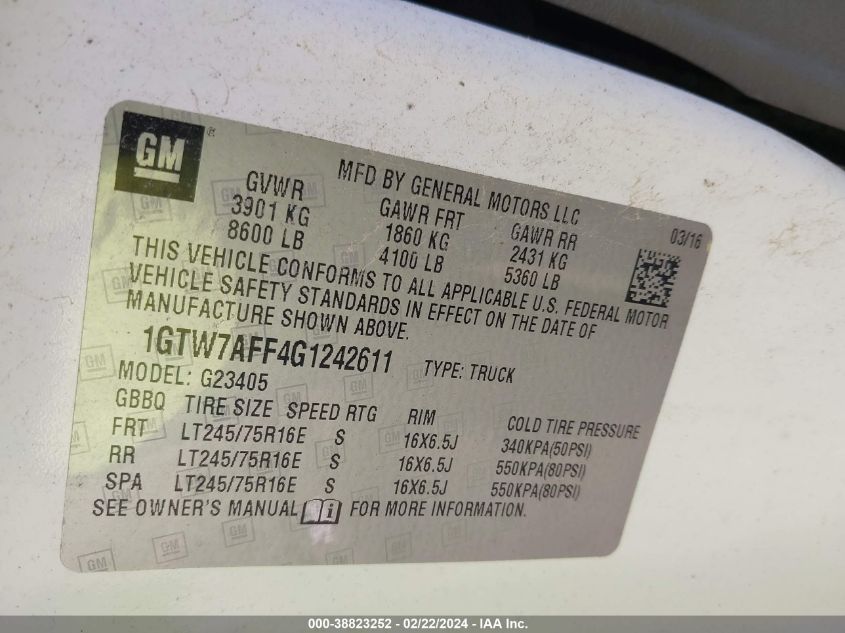 GM ®
MFD BY GENERAL MOTORS LLC
03/16
GVWR GAWR FRT GAWR RR
3901 KG 1860 KG 2431 KG
8600 LB 4100 LB 5360 LB
THIS VEHICLE CONFORMS TO ALL APPLICABLE U.S. FEDERAL MOTOR
VEHICLE SAFETY STANDARDS IN EFFECT ON THE DATE OF
MANUFACTURE SHOWN ABOVE.
1GTW7AFF4G1242611 TYPE: TRUCK
MODEL: G23405
GBBQ TIRE SIZE SPEED RTG RIM COLD TIRE PRESSURE
FRT LT245/75R16E S 16X6.5J 340KPA(50PSI)
RR LT245/75R16E S 16X6.5J 550KPA(80PSI)
SPA LT245/75R16E S 16X6.5J 550KPA(80PSI)
SEE OWNER'S MANUAL i FOR MORE INFORMATION.
000-38823252 - 02/22/2024 - IAA Inc.